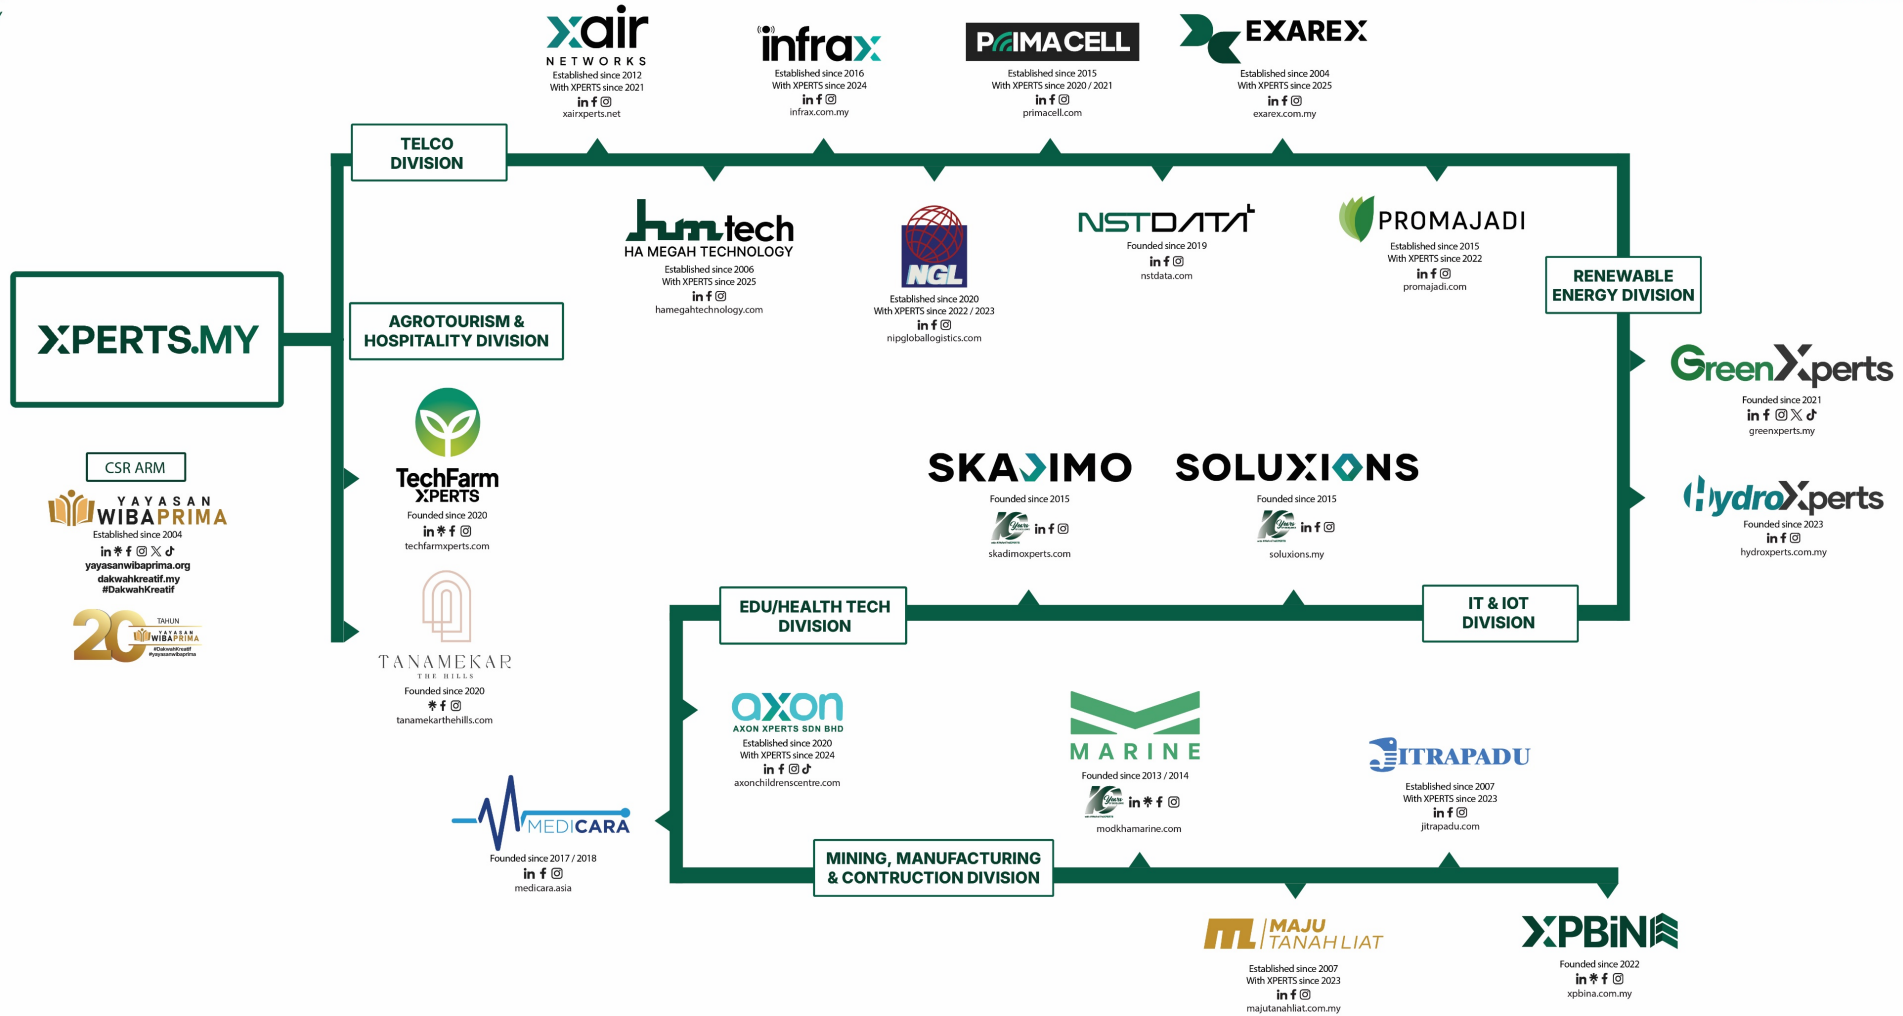 xair
NETWORKS
Established since 2012
With XPERTS since 2021
xairxperts.net
infrax
Established since 2016
With XPERTS since 2024
infrax.com.my
PRIMACELL
Established since 2015
With XPERTS since 2020 / 2021
primacell.com
EXAREX
Established since 2004
With XPERTS since 2025
exarex.com.my
TELCO
DIVISION
hmtech
HA MEGAH TECHNOLOGY
Established since 2006
With XPERTS since 2025
hamegahtechnology.com
NGL
Established since 2020
With XPERTS since 2022 / 2023
nipgloballogistics.com
NSTDATA
Founded since 2019
nstdata.com
PROMAJADI
Established since 2015
With XPERTS since 2022
promajadi.com
RENEWABLE
ENERGY DIVISION
GreenXperts
Founded since 2021
greenxperts.my
HydroXperts
Founded since 2023
hydroxperts.com.my
XPERTS.MY
AGROTOURISM &
HOSPITALITY DIVISION
TechFarm
XPERTS
Founded since 2020
techfarmxperts.com
TANAMEKAR
THE HILLS
Founded since 2020
tanamekarthehills.com
CSR ARM
YAYASAN
WIBAPRIMA
Established since 2004
yayasanwibaprima.org
dakwahkreatif.my
#DakwahKreatif
20
TAHUN
YAYASAN
WIBAPRIMA
#DakwahKreatif
#yayasanwibaprima
SKADIMO
Founded since 2015
10 Years
skadimoxperts.com
SOLUXIONS
Founded since 2015
10 Years
soluxions.my
EDU/HEALTH TECH
DIVISION
IT & IOT
DIVISION
axon
AXON XPERTS SDN BHD
Established since 2020
With XPERTS since 2024
axonchildrenscentre.com
MEDICARA
Founded since 2017 / 2018
medicara.asia
MARINE
Founded since 2013 / 2014
10 Years
modkhamarine.com
JITRAPADU
Established since 2007
With XPERTS since 2023
jitrapadu.com
MINING, MANUFACTURING
& CONTRUCTION DIVISION
MAJU
TANAH LIAT
Established since 2007
With XPERTS since 2023
majutanahliat.com.my
XPBiNA
Founded since 2022
xpbina.com.my